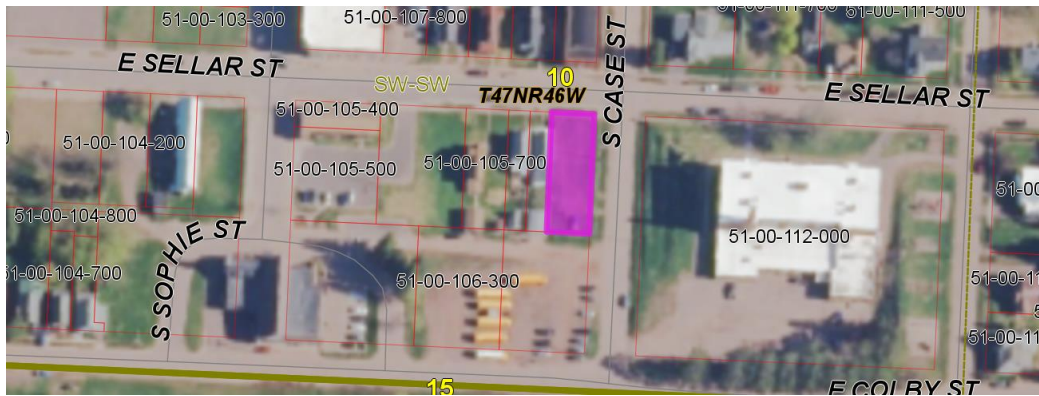 51-00-103-300
51-00-107-800
51-00-111-500
E SELLAR ST
SW-SW
10
T47NR46W
S CASE ST
E SELLAR ST
51-00-105-400
51-00-104-200
51-00-105-500
51-00-105-700
51-00-104-800
S SOPHIE ST
51-00-112-000
51-00-104-700
51-00-106-300
15
E COLBY ST